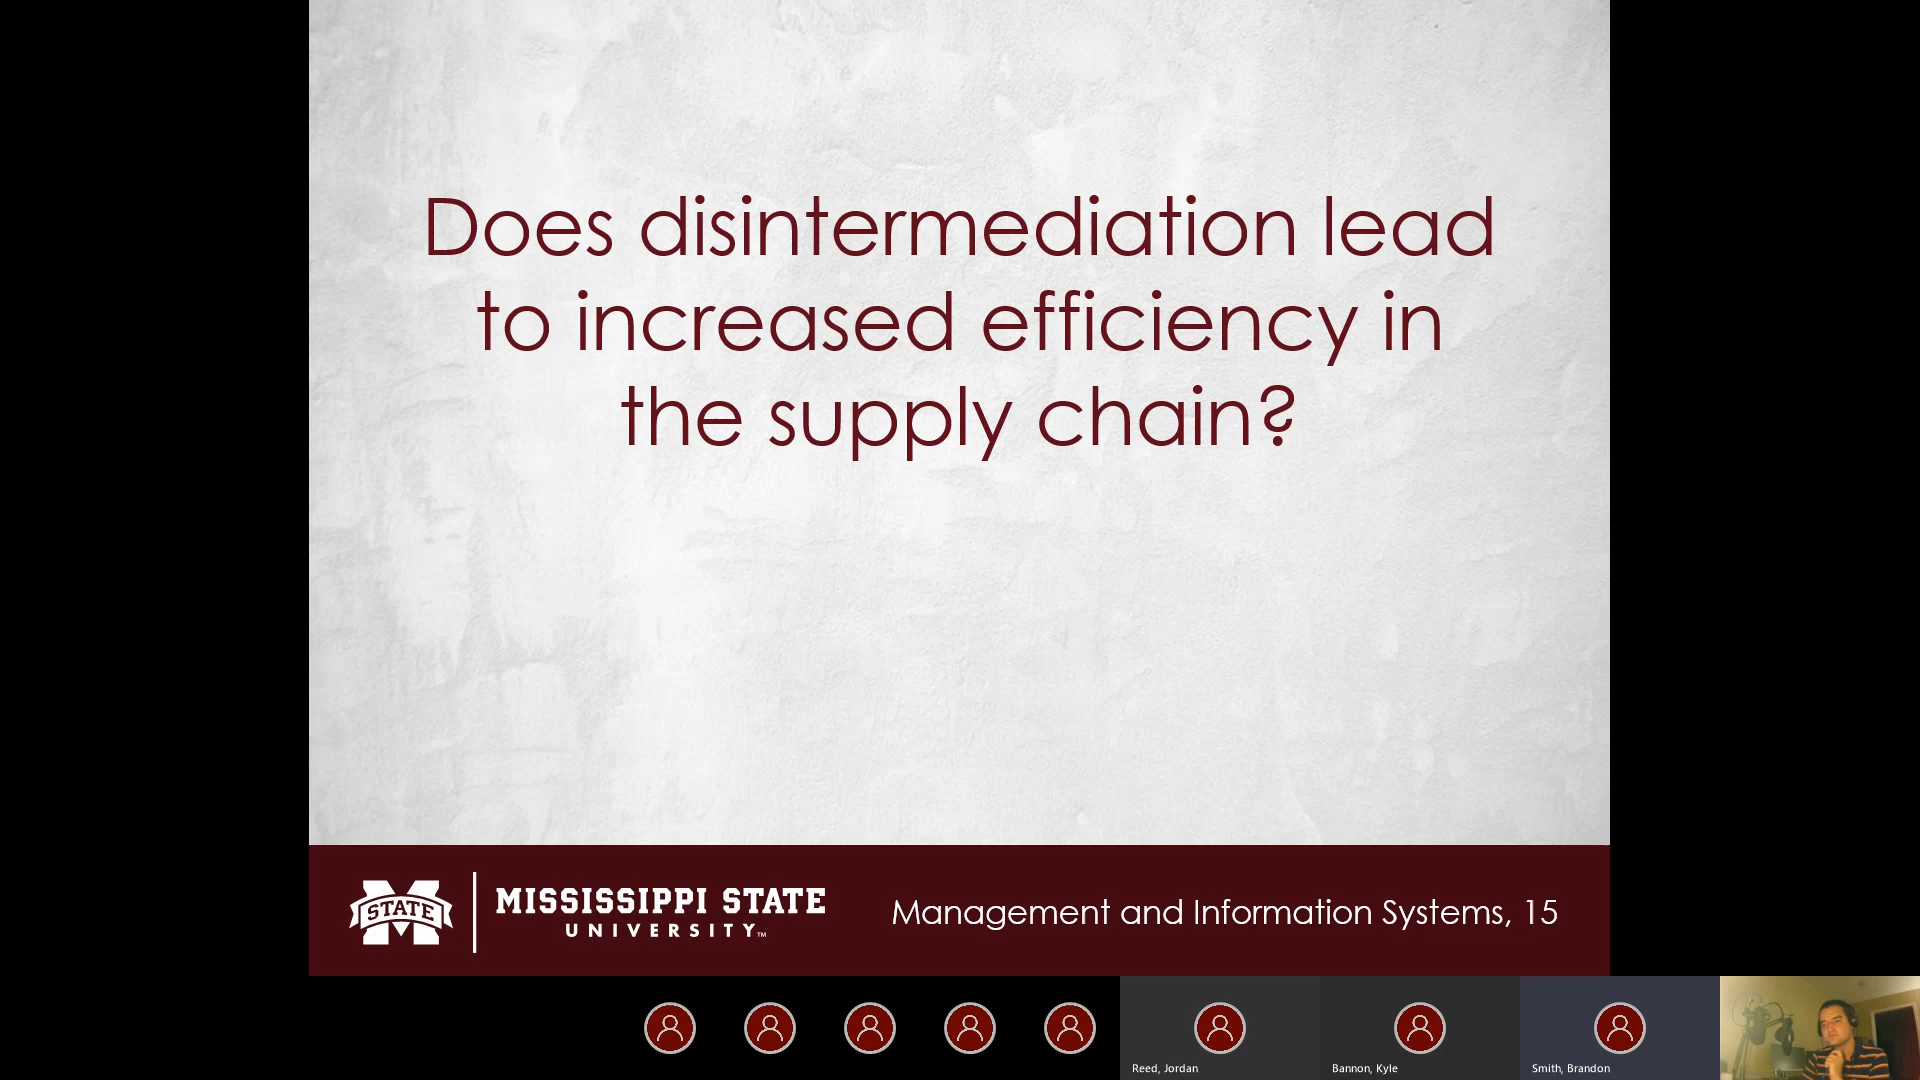 Does disintermediation lead
to increased efficiency in
the supply chain?
STATE
MISSISSIPPI STATE
UNIVERSITY™
Management and Information Systems, 15
Reed, Jordan
Bannon, Kyle
Smith, Brandon